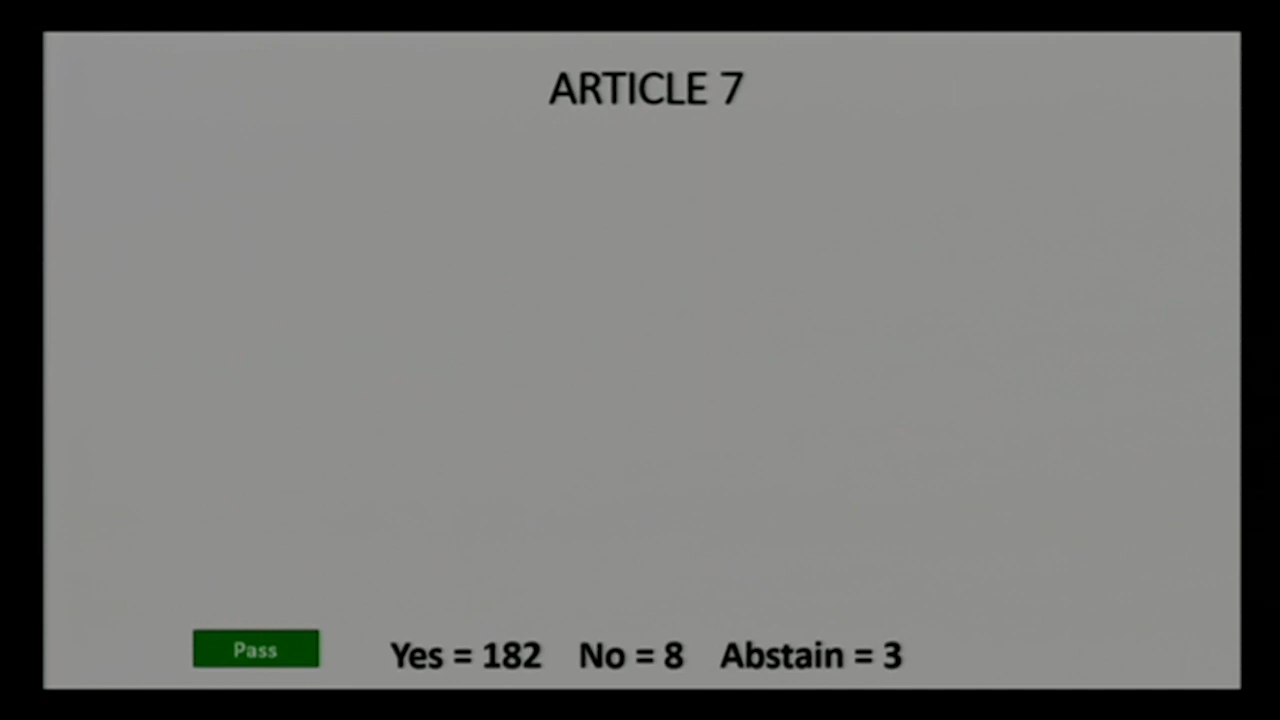 ARTICLE 7
Pass Yes = 182 No = 8 Abstain = 3